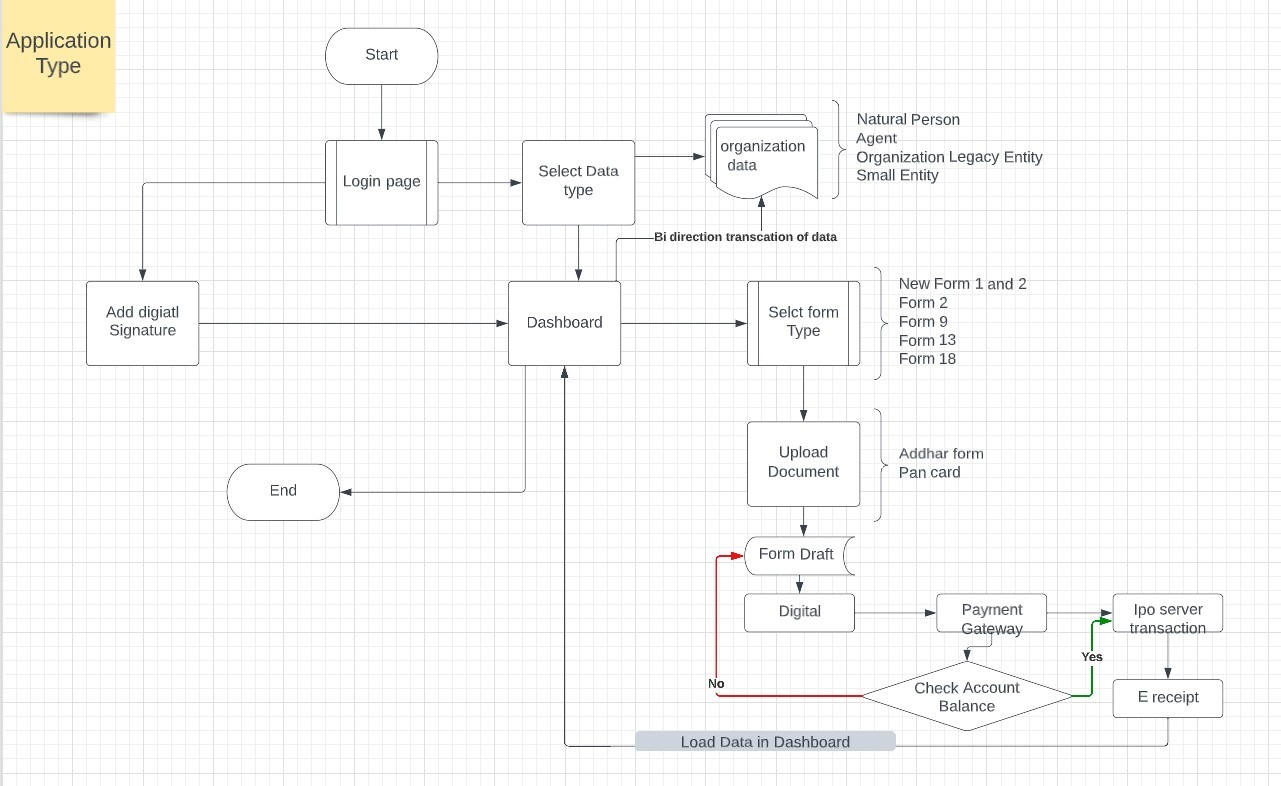 Application
Type
Start
Login page
Select Data
type
organization
data
Natural Person
Agent
Organization Legacy Entity
Small Entity
Bi direction transcation of data
Add digiatl
Signature
Dashboard
Selct form
Type
New Form 1 and 2
Form 2
Form 9
Form 13
Form 18
Upload
Document
Addhar form
Pan card
End
Form Draft
Digital
Payment
Gateway
Ipo server
transaction
Yes
No
Check Account
Balance
E receipt
Load Data in Dashboard